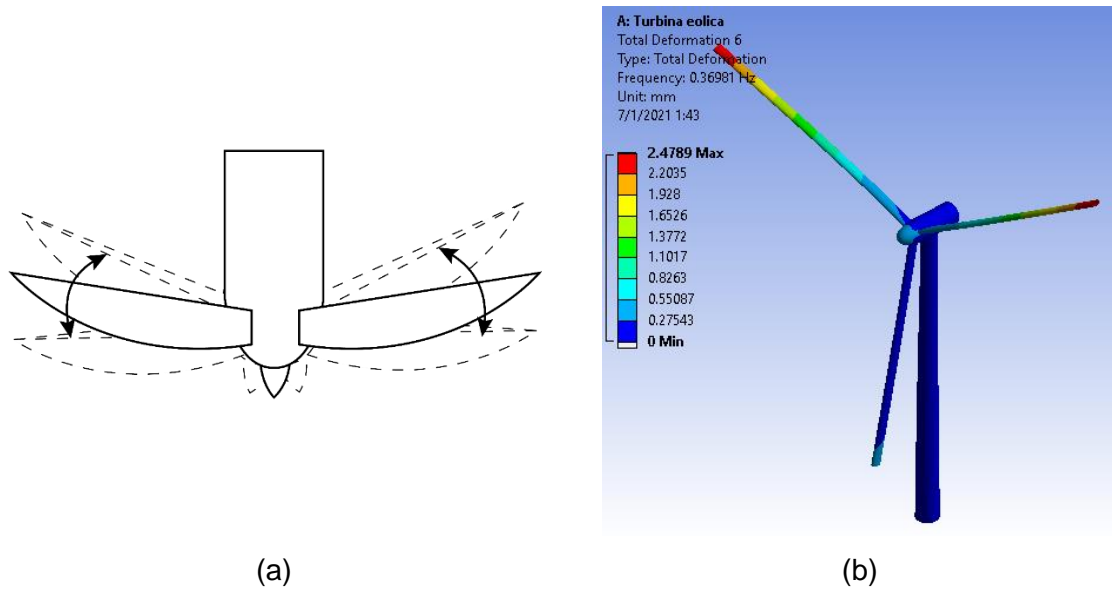 A: Turbina eolica
Total Deformation 6
Type: Total Deformation
Frequency: 0.36981 Hz
Unit: mm
7/1/2021 1:43
2.4789 Max
2.2035
1.928
1.6526
1.3772
1.1017
0.8263
0.55087
0.27543
0 Min
(a)
(b)